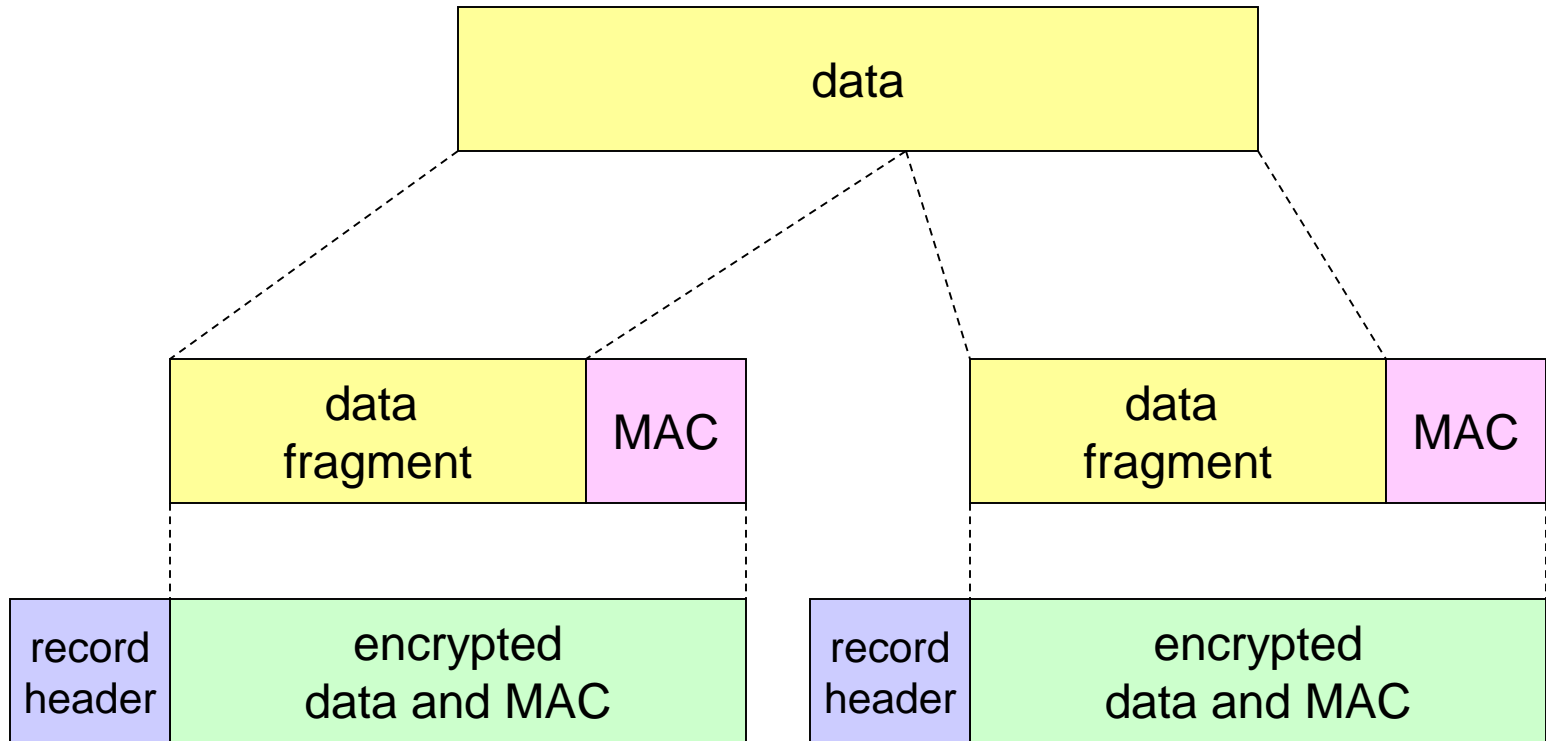 data
data
fragment
MAC
data
fragment
MAC
record
header
encrypted
data and MAC
record
header
encrypted
data and MAC